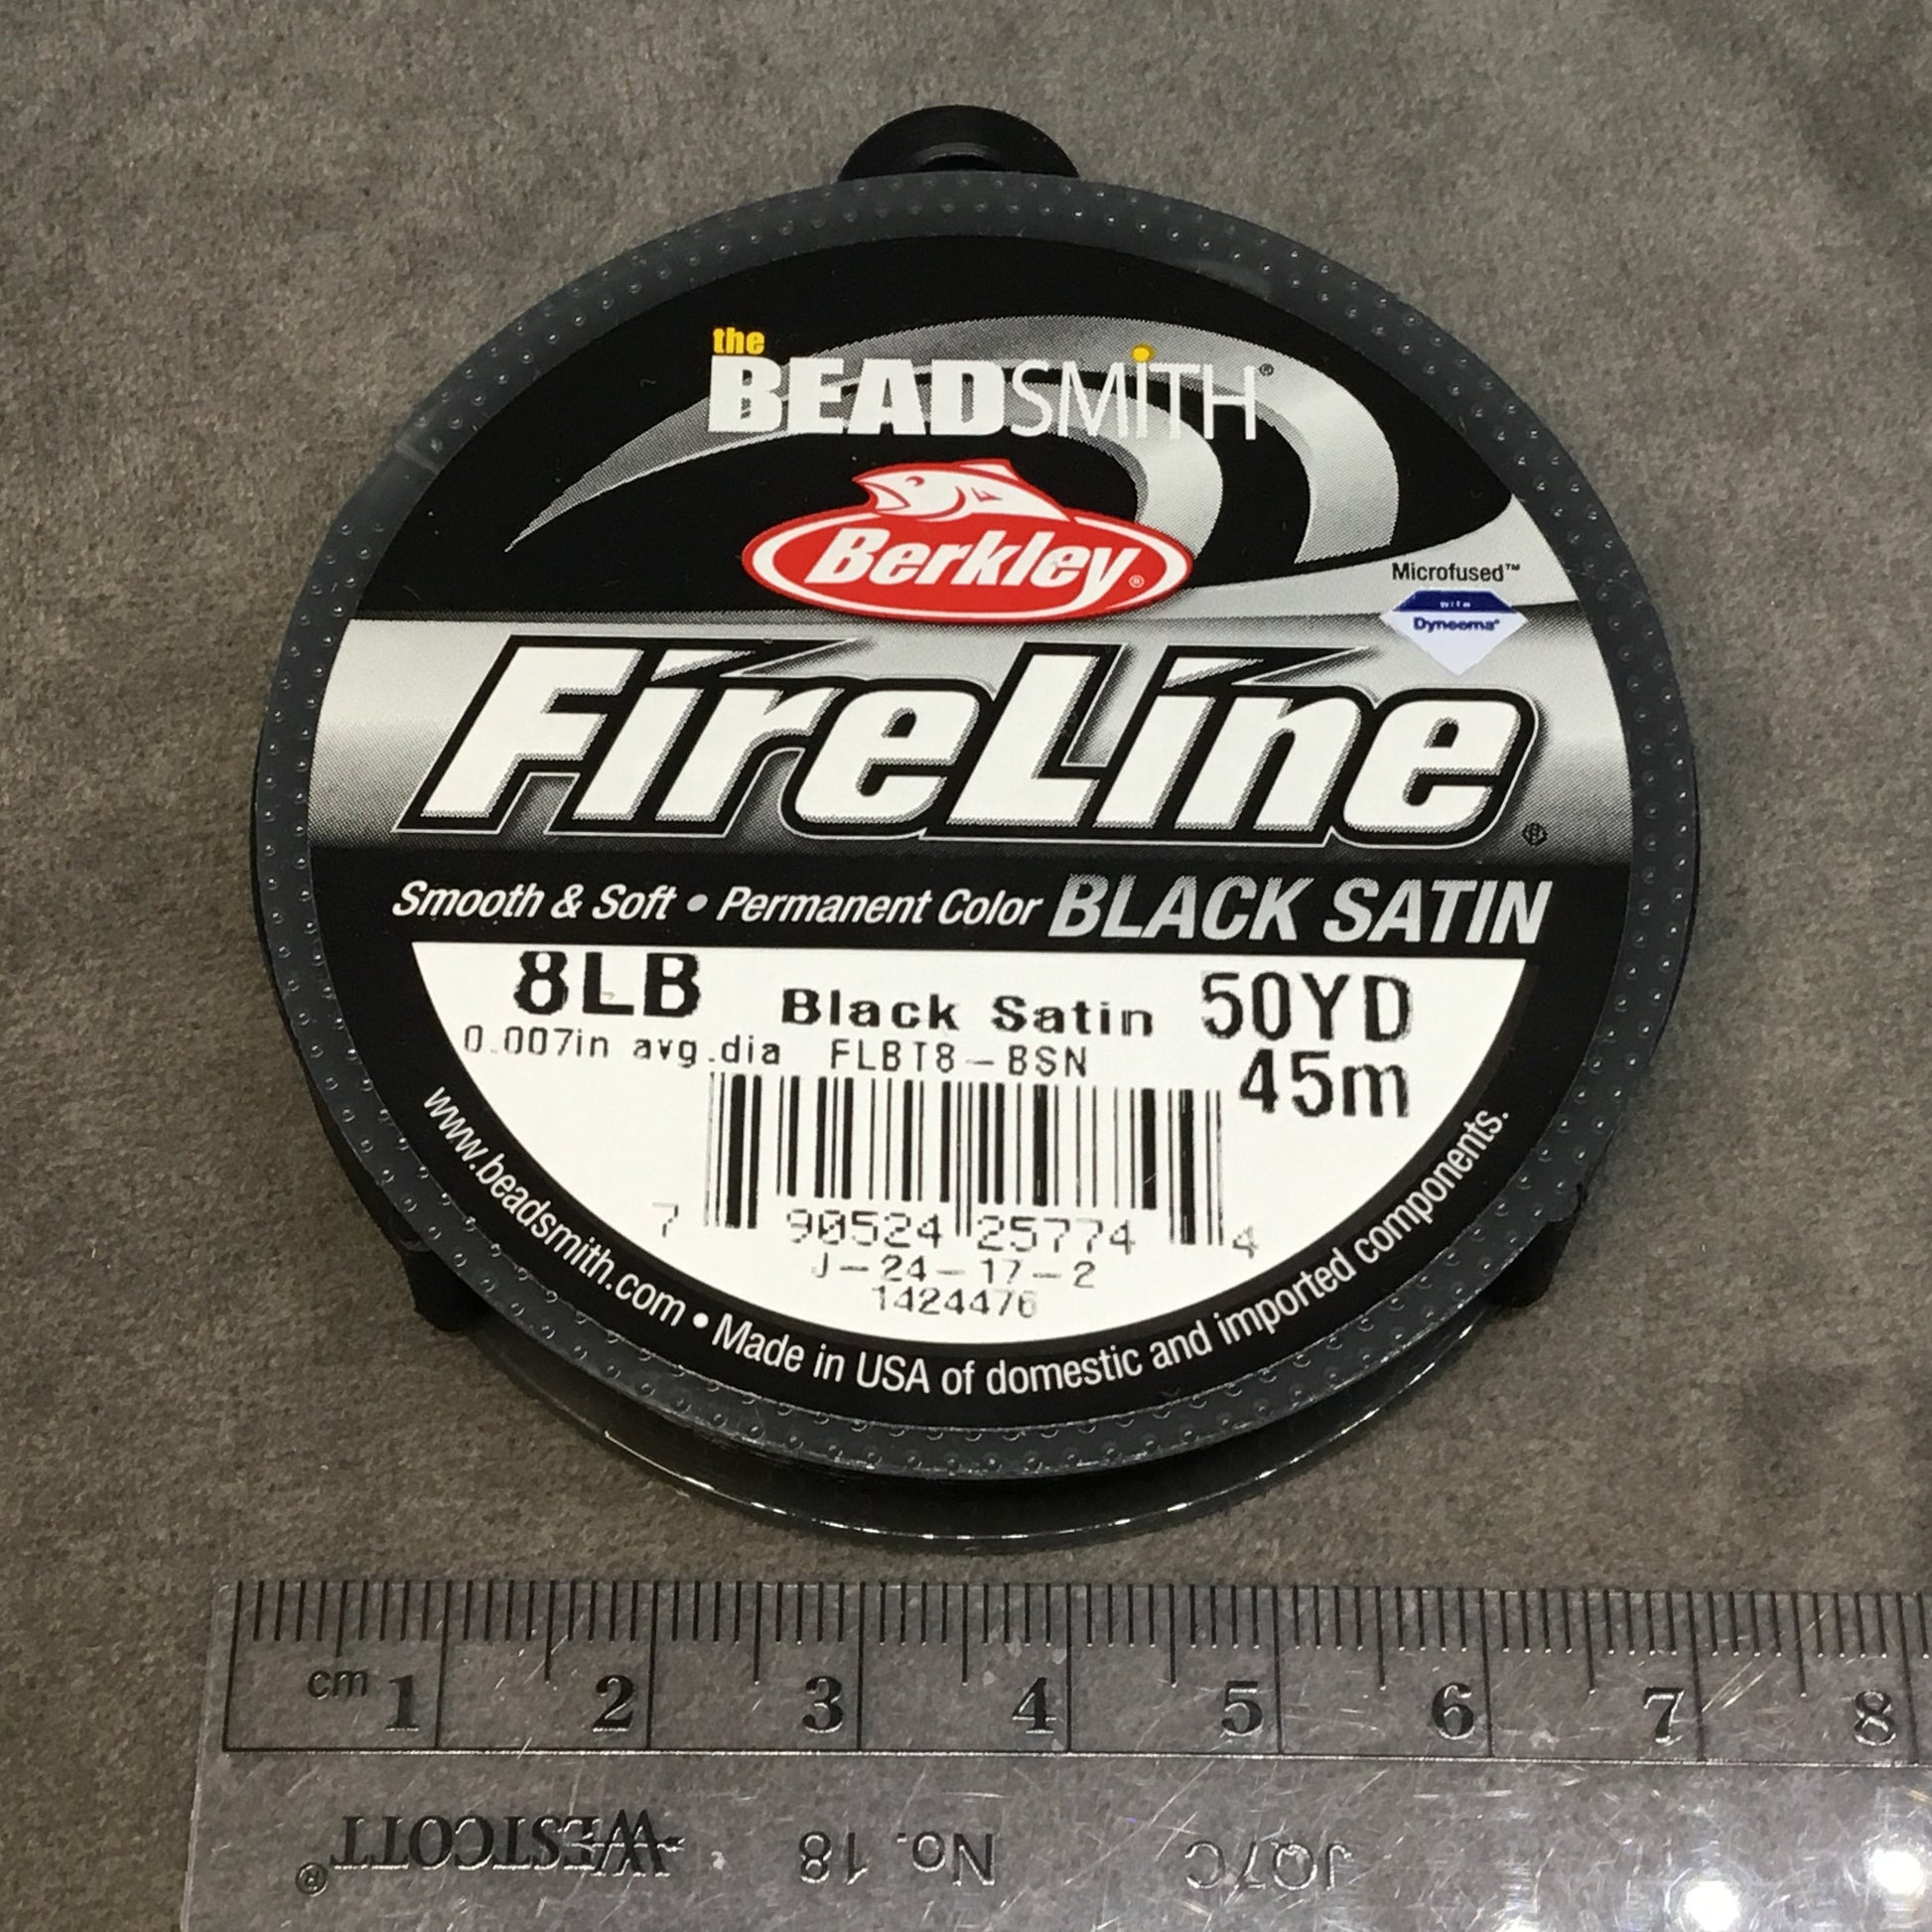 the
BEADSMITH®
Berkley®
Microfused™
with
Dyneema®
FireLine®
Smooth & Soft • Permanent Color BLACK SATIN
8LB Black Satin 50YD
0.007in avg.dia FLBT8-BSN 45m
7 90524 25774 4
J-24-17-2
1424476
www.beadsmith.com • Made in USA of domestic and imported components.
cm 1 2 3 4 5 6 7 8
WESTCOTT® No. 18 JQ7C